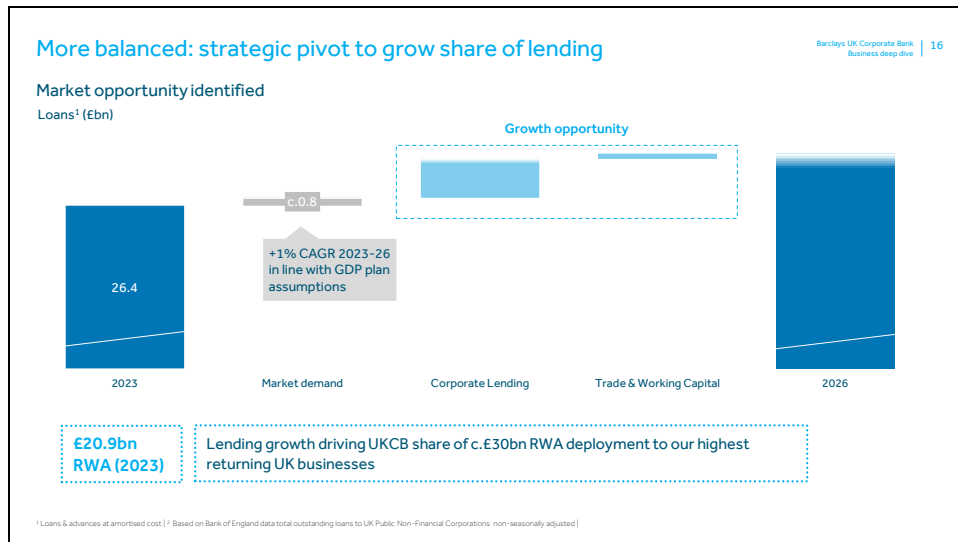 More balanced: strategic pivot to grow share of lending
Barclays UK Corporate Bank
Business deep dive
16
Market opportunity identified
Loans¹ (£bn)
Growth opportunity
c.0.8
+1% CAGR 2023-26
in line with GDP plan
assumptions
26.4
2023
Market demand
Corporate Lending
Trade & Working Capital
2026
£20.9bn
RWA (2023)
Lending growth driving UKCB share of c.£30bn RWA deployment to our highest
returning UK businesses
¹ Loans & advances at amortised cost | ² Based on Bank of England data total outstanding loans to UK Public Non-Financial Corporations non-seasonally adjusted |